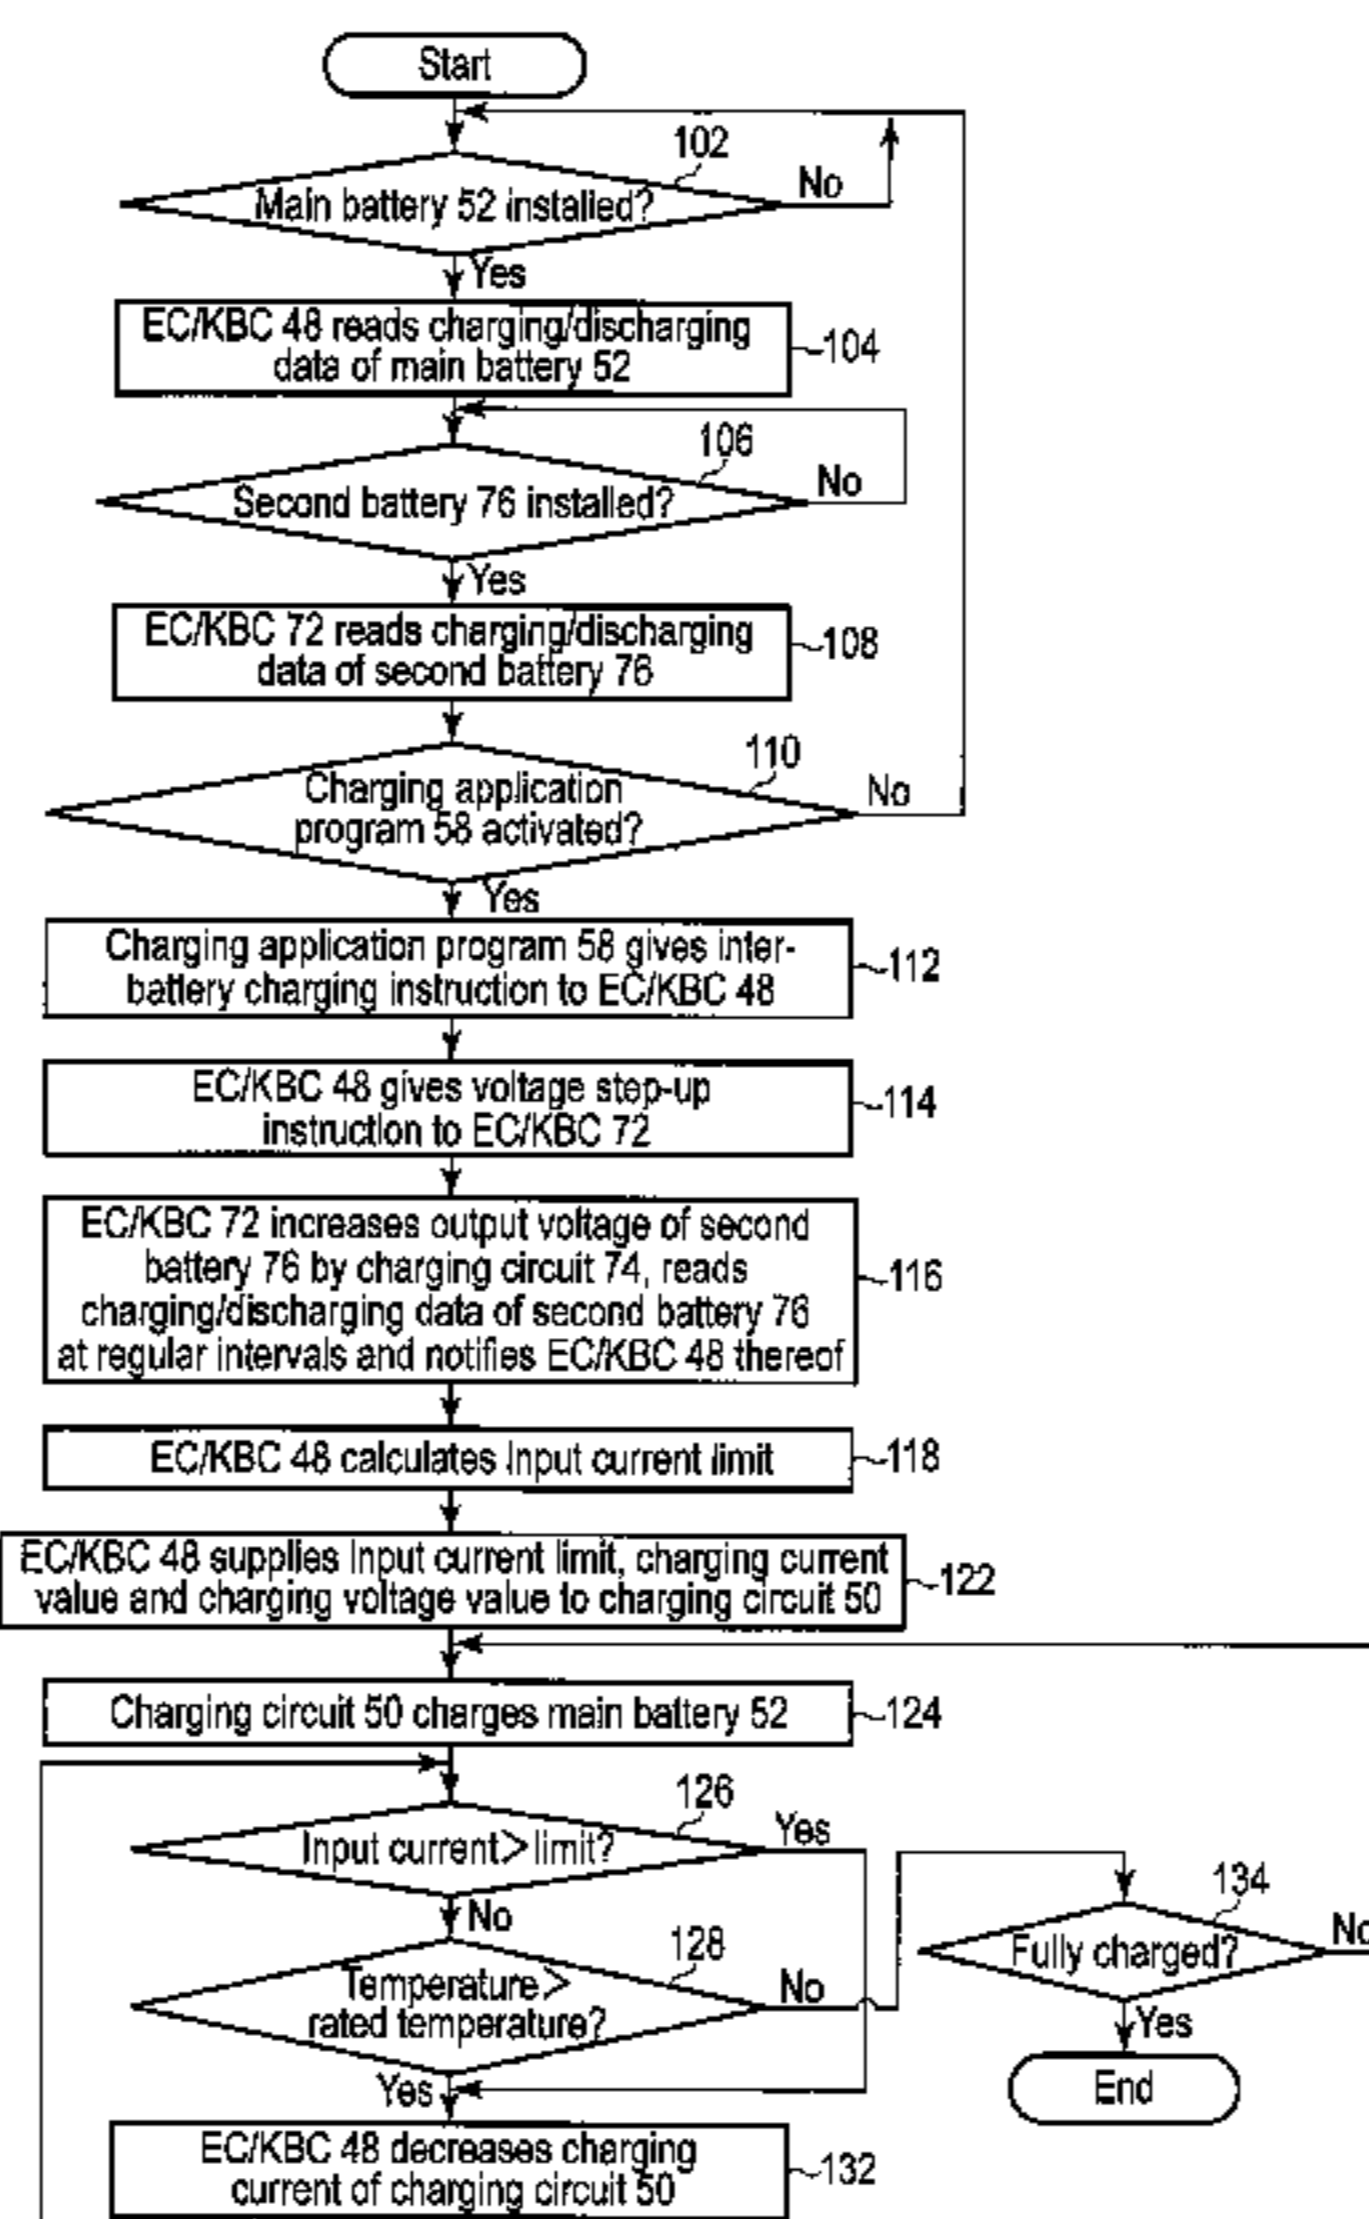 Start
102
Main battery 52 installed?
No
Yes
EC/KBC 48 reads charging/discharging
data of main battery 52
104
106
Second battery 76 installed?
No
Yes
EC/KBC 72 reads charging/discharging
data of second battery 76
108
110
Charging application
program 58 activated?
No
Yes
Charging application program 58 gives inter-
battery charging instruction to EC/KBC 48
112
EC/KBC 48 gives voltage step-up
instruction to EC/KBC 72
114
EC/KBC 72 increases output voltage of second
battery 76 by charging circuit 74, reads
charging/discharging data of second battery 76
at regular intervals and notifies EC/KBC 48 thereof
116
EC/KBC 48 calculates input current limit
118
EC/KBC 48 supplies input current limit, charging current
value and charging voltage value to charging circuit 50
122
Charging circuit 50 charges main battery 52
124
126
Input current > limit?
Yes
No
128
Temperature >
rated temperature?
No
Yes
134
Fully charged?
No
Yes
End
EC/KBC 48 decreases charging
current of charging circuit 50
132